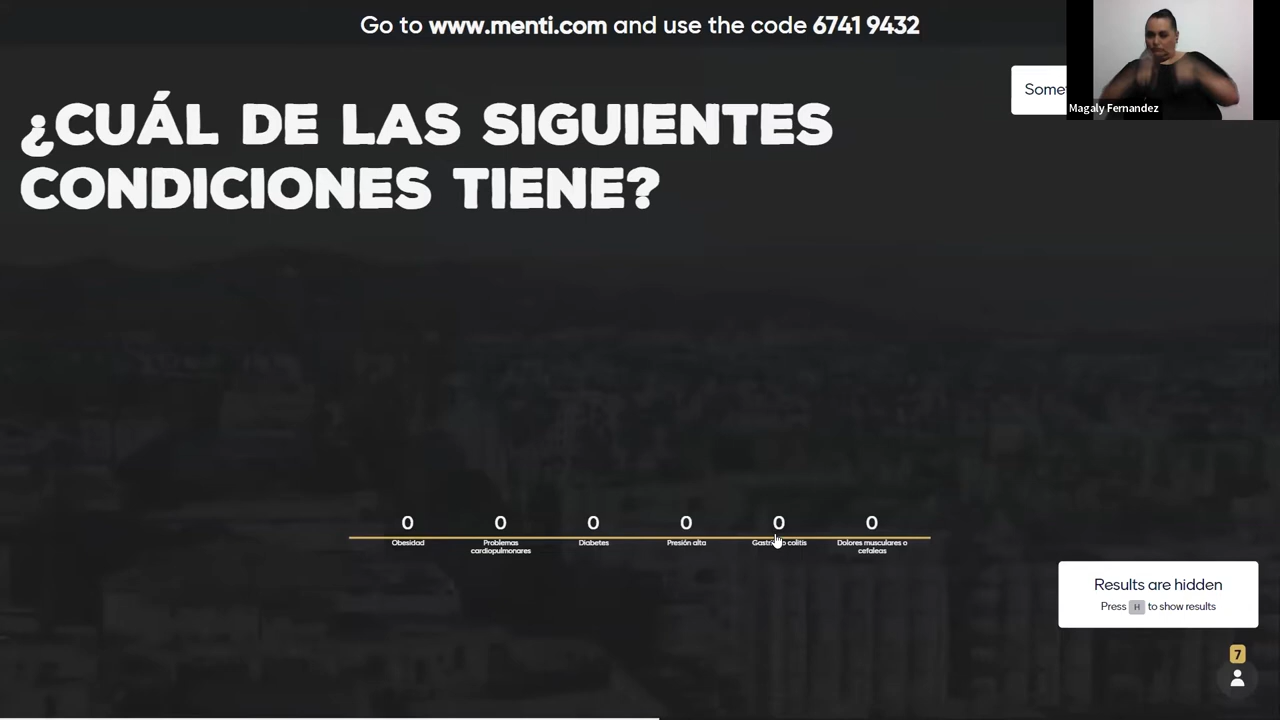 Go to www.menti.com and use the code 6741 9432
Magaly Fernandez
¿CUÁL DE LAS SIGUIENTES
CONDICIONES TIENE?
0
0
0
0
0
0
Obesidad
Problemas
cardiopulmonares
Diabetes
Presión alta
colitis
Dolores musculares o
cefaleas
Results are hidden
Press H to show results
7